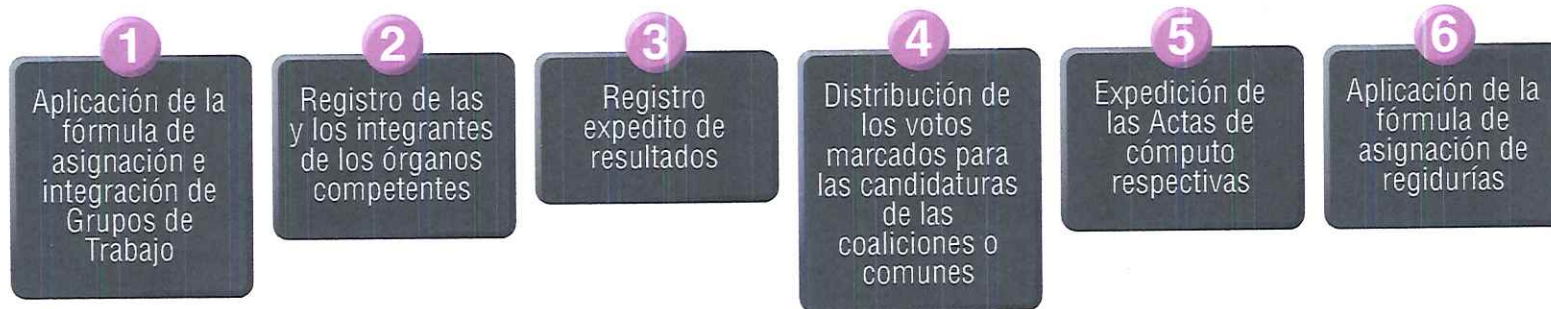 1
Aplicación de la
fórmula de
asignación e
integración de
Grupos de
Trabajo
2
Registro de las
y los integrantes
de los órganos
competentes
3
Registro
expedito de
resultados
4
Distribución de
los votos
marcados para
las candidaturas
de las
coaliciones o
comunes
5
Expedición de
las Actas de
cómputo
respectivas
6
Aplicación de la
fórmula de
asignación de
regidurías